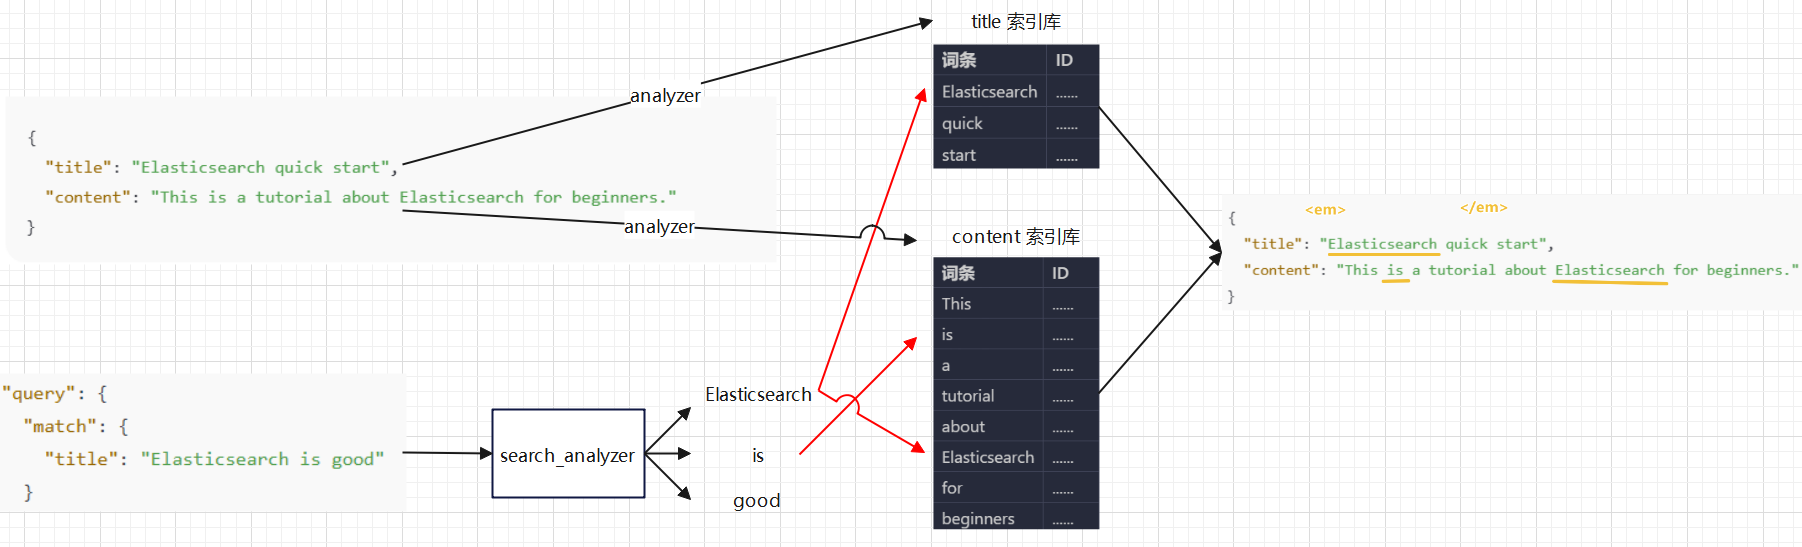 title 索引库
词条 ID
Elasticsearch ......
quick ......
start ......
analyzer
{
"title": "Elasticsearch quick start",
"content": "This is a tutorial about Elasticsearch for beginners."
}
analyzer
content 索引库
词条 ID
This ......
is ......
a ......
tutorial ......
about ......
Elasticsearch ......
for ......
beginners ......
<em> </em>
{
"title": "Elasticsearch quick start",
"content": "This is a tutorial about Elasticsearch for beginners."
}
"query": {
"match": {
"title": "Elasticsearch is good"
}
search_analyzer
Elasticsearch
is
good